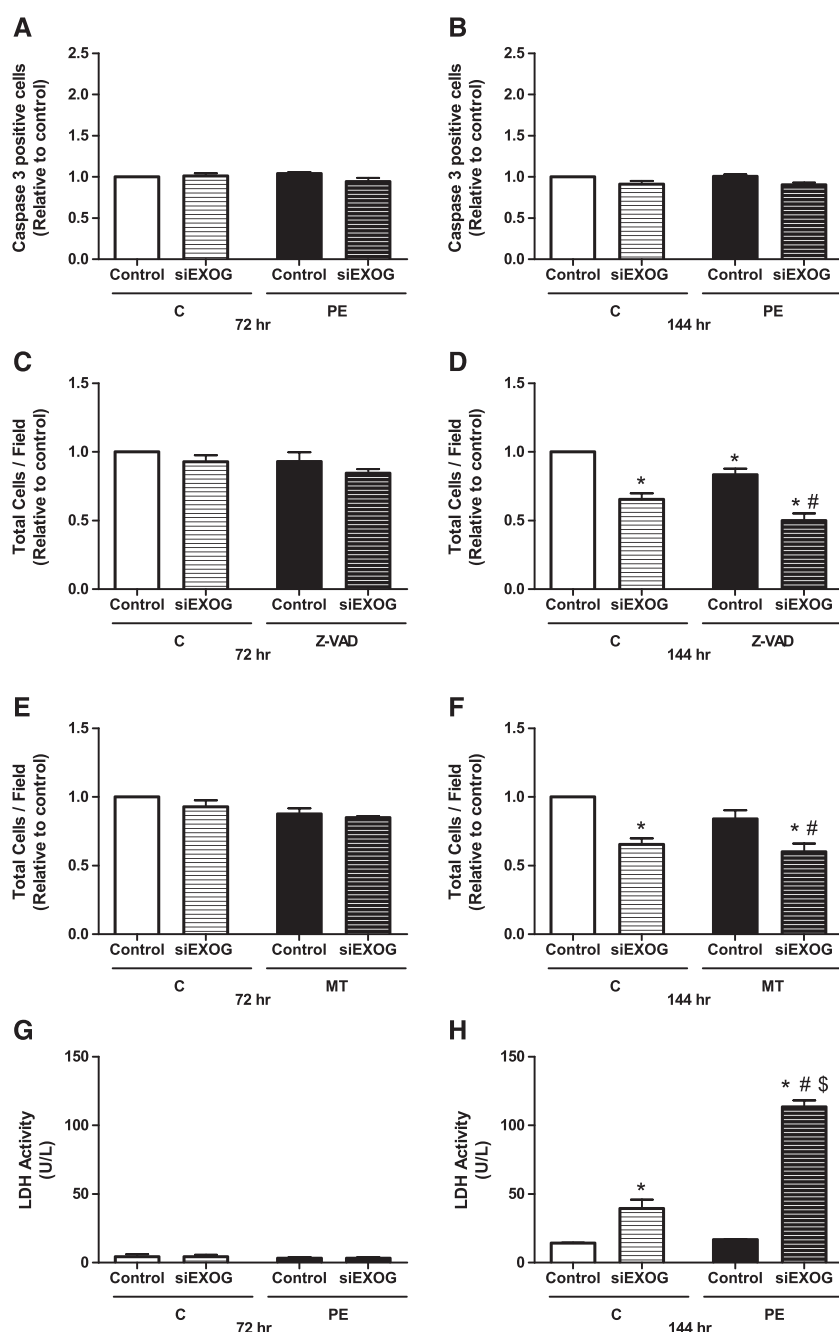 A
Caspase 3 positive cells
(Relative to control)
2.5
2.0
1.5
1.0
0.5
0.0
Control siEXOG Control siEXOG
C PE
72 hr
B
Caspase 3 positive cells
(Relative to control)
2.5
2.0
1.5
1.0
0.5
0.0
Control siEXOG Control siEXOG
C PE
144 hr
C
Total Cells / Field
(Relative to control)
1.5
1.0
0.5
0.0
Control siEXOG Control siEXOG
C Z-VAD
72 hr
D
Total Cells / Field
(Relative to control)
1.5
1.0
0.5
0.0
*
*
* #
Control siEXOG Control siEXOG
C Z-VAD
144 hr
E
Total Cells / Field
(Relative to control)
1.5
1.0
0.5
0.0
Control siEXOG Control siEXOG
C MT
72 hr
F
Total Cells / Field
(Relative to control)
1.5
1.0
0.5
0.0
*
* #
Control siEXOG Control siEXOG
C MT
144 hr
G
LDH Activity
(U/L)
150
100
50
0
Control siEXOG Control siEXOG
C PE
72 hr
H
LDH Activity
(U/L)
150
100
50
0
*
* # $
Control siEXOG Control siEXOG
C PE
144 hr